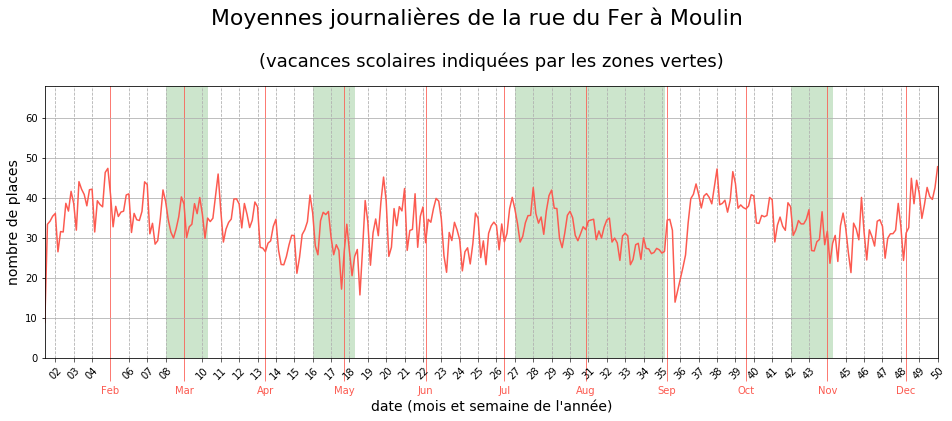 Moyennes journalières de la rue du Fer à Moulin
(vacances scolaires indiquées par les zones vertes)
nombre de places
60
50
40
30
20
10
0
02 03 04 06 07 08 10 11 12 13 14 15 16 17 18 19 20 21 22 23 24 25 26 27 28 29 30 31 32 33 34 35 36 37 38 39 40 41 42 43 45 46 47 48 49 50
Feb Mar Apr May Jun Jul Aug Sep Oct Nov Dec
date (mois et semaine de l'année)